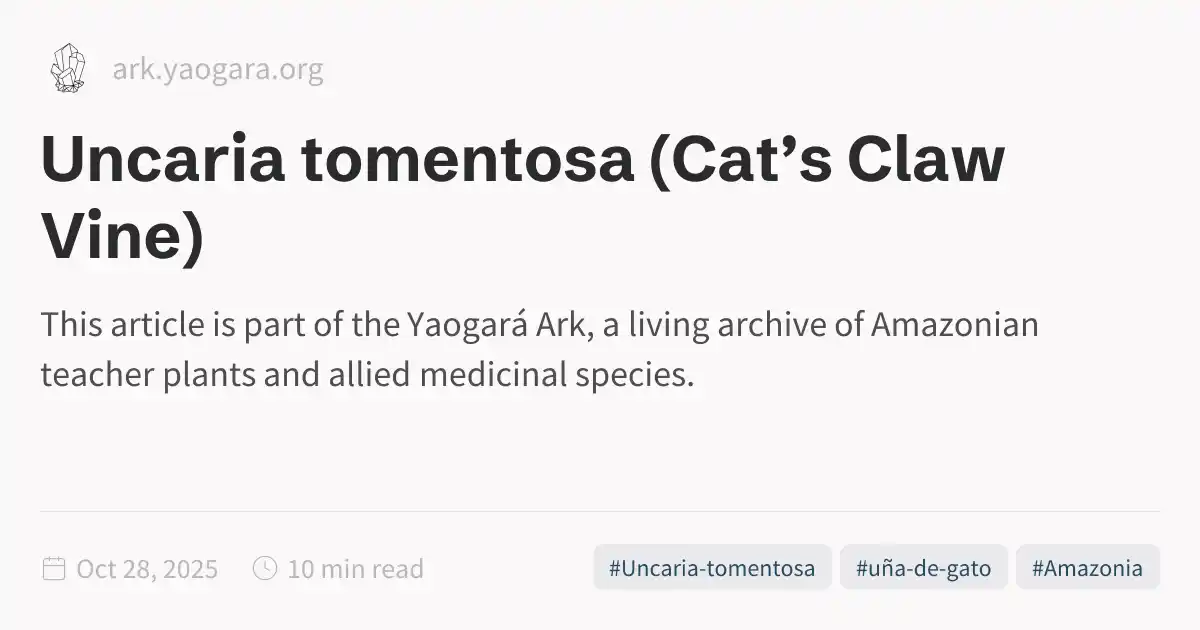 ark.yaogara.org
Uncaria tomentosa (Cat’s Claw
Vine)
This article is part of the Yaogará Ark, a living archive of Amazonian
teacher plants and allied medicinal species.
Oct 28, 2025 10 min read #Uncaria-tomentosa #uña-de-gato #Amazonia